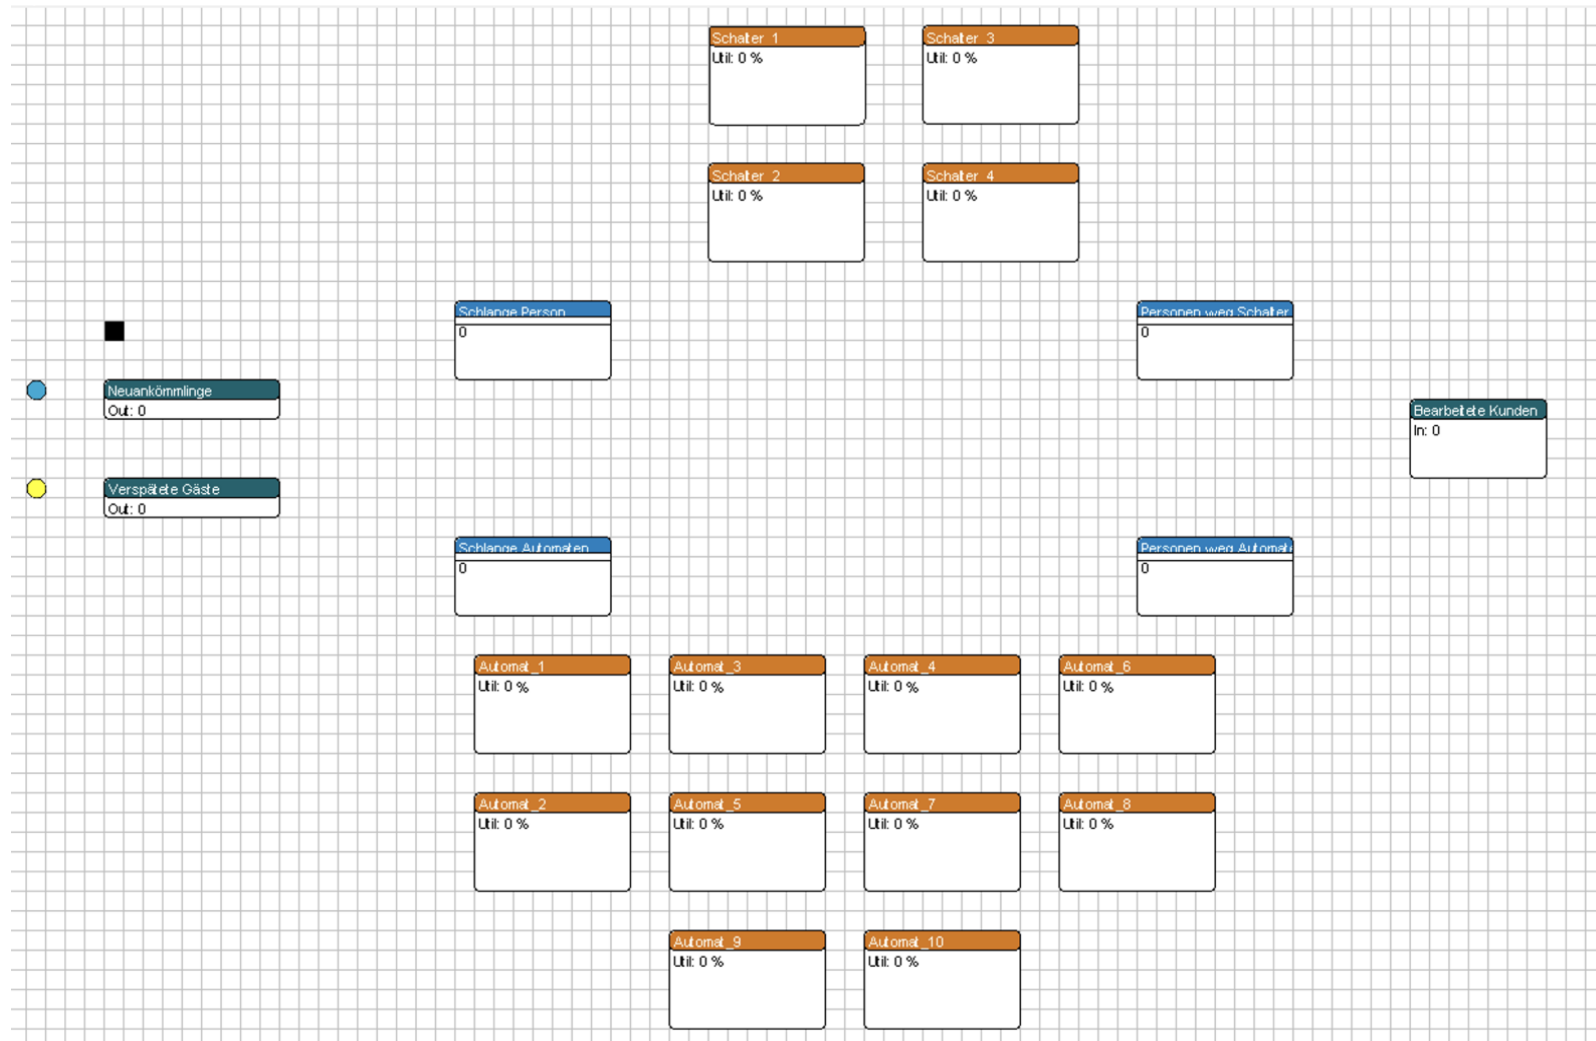 Schalter_1
Util: 0 %
Schalter_3
Util: 0 %
Schalter_2
Util: 0 %
Schalter_4
Util: 0 %
Schlange Person
0
Personen weg Schalter
0
Neuankömmlinge
Out: 0
Bearbeitete Kunden
In: 0
Verspätete Gäste
Out: 0
Schlange Automaten
0
Personen weg Automat
0
Automat_1
Util: 0 %
Automat_3
Util: 0 %
Automat_4
Util: 0 %
Automat_6
Util: 0 %
Automat_2
Util: 0 %
Automat_5
Util: 0 %
Automat_7
Util: 0 %
Automat_8
Util: 0 %
Automat_9
Util: 0 %
Automat_10
Util: 0 %